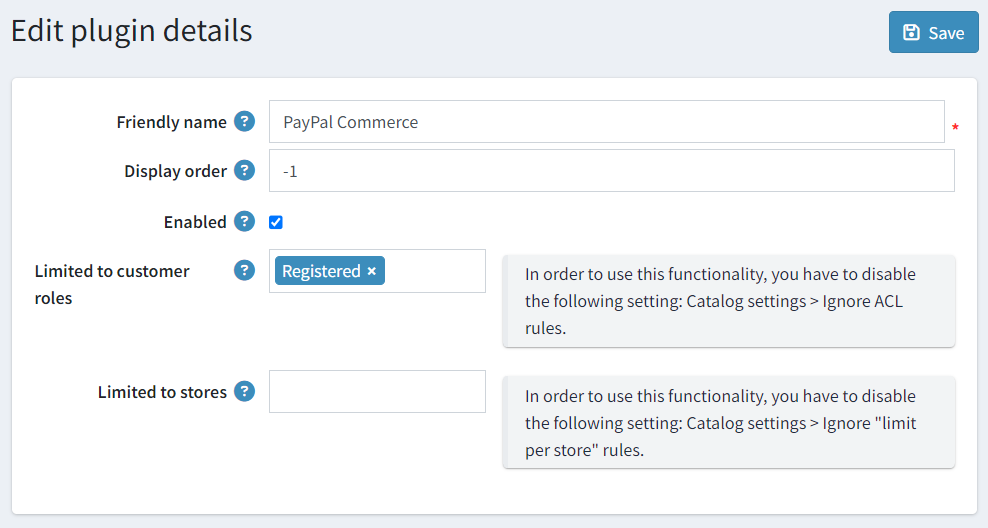 Edit plugin details
Save
Friendly name ?
PayPal Commerce
*
Display order ?
-1
Enabled ?
Limited to customer
roles
?
Registered ×
In order to use this functionality, you have to disable
the following setting: Catalog settings > Ignore ACL
rules.
Limited to stores ?
In order to use this functionality, you have to disable
the following setting: Catalog settings > Ignore "limit
per store" rules.